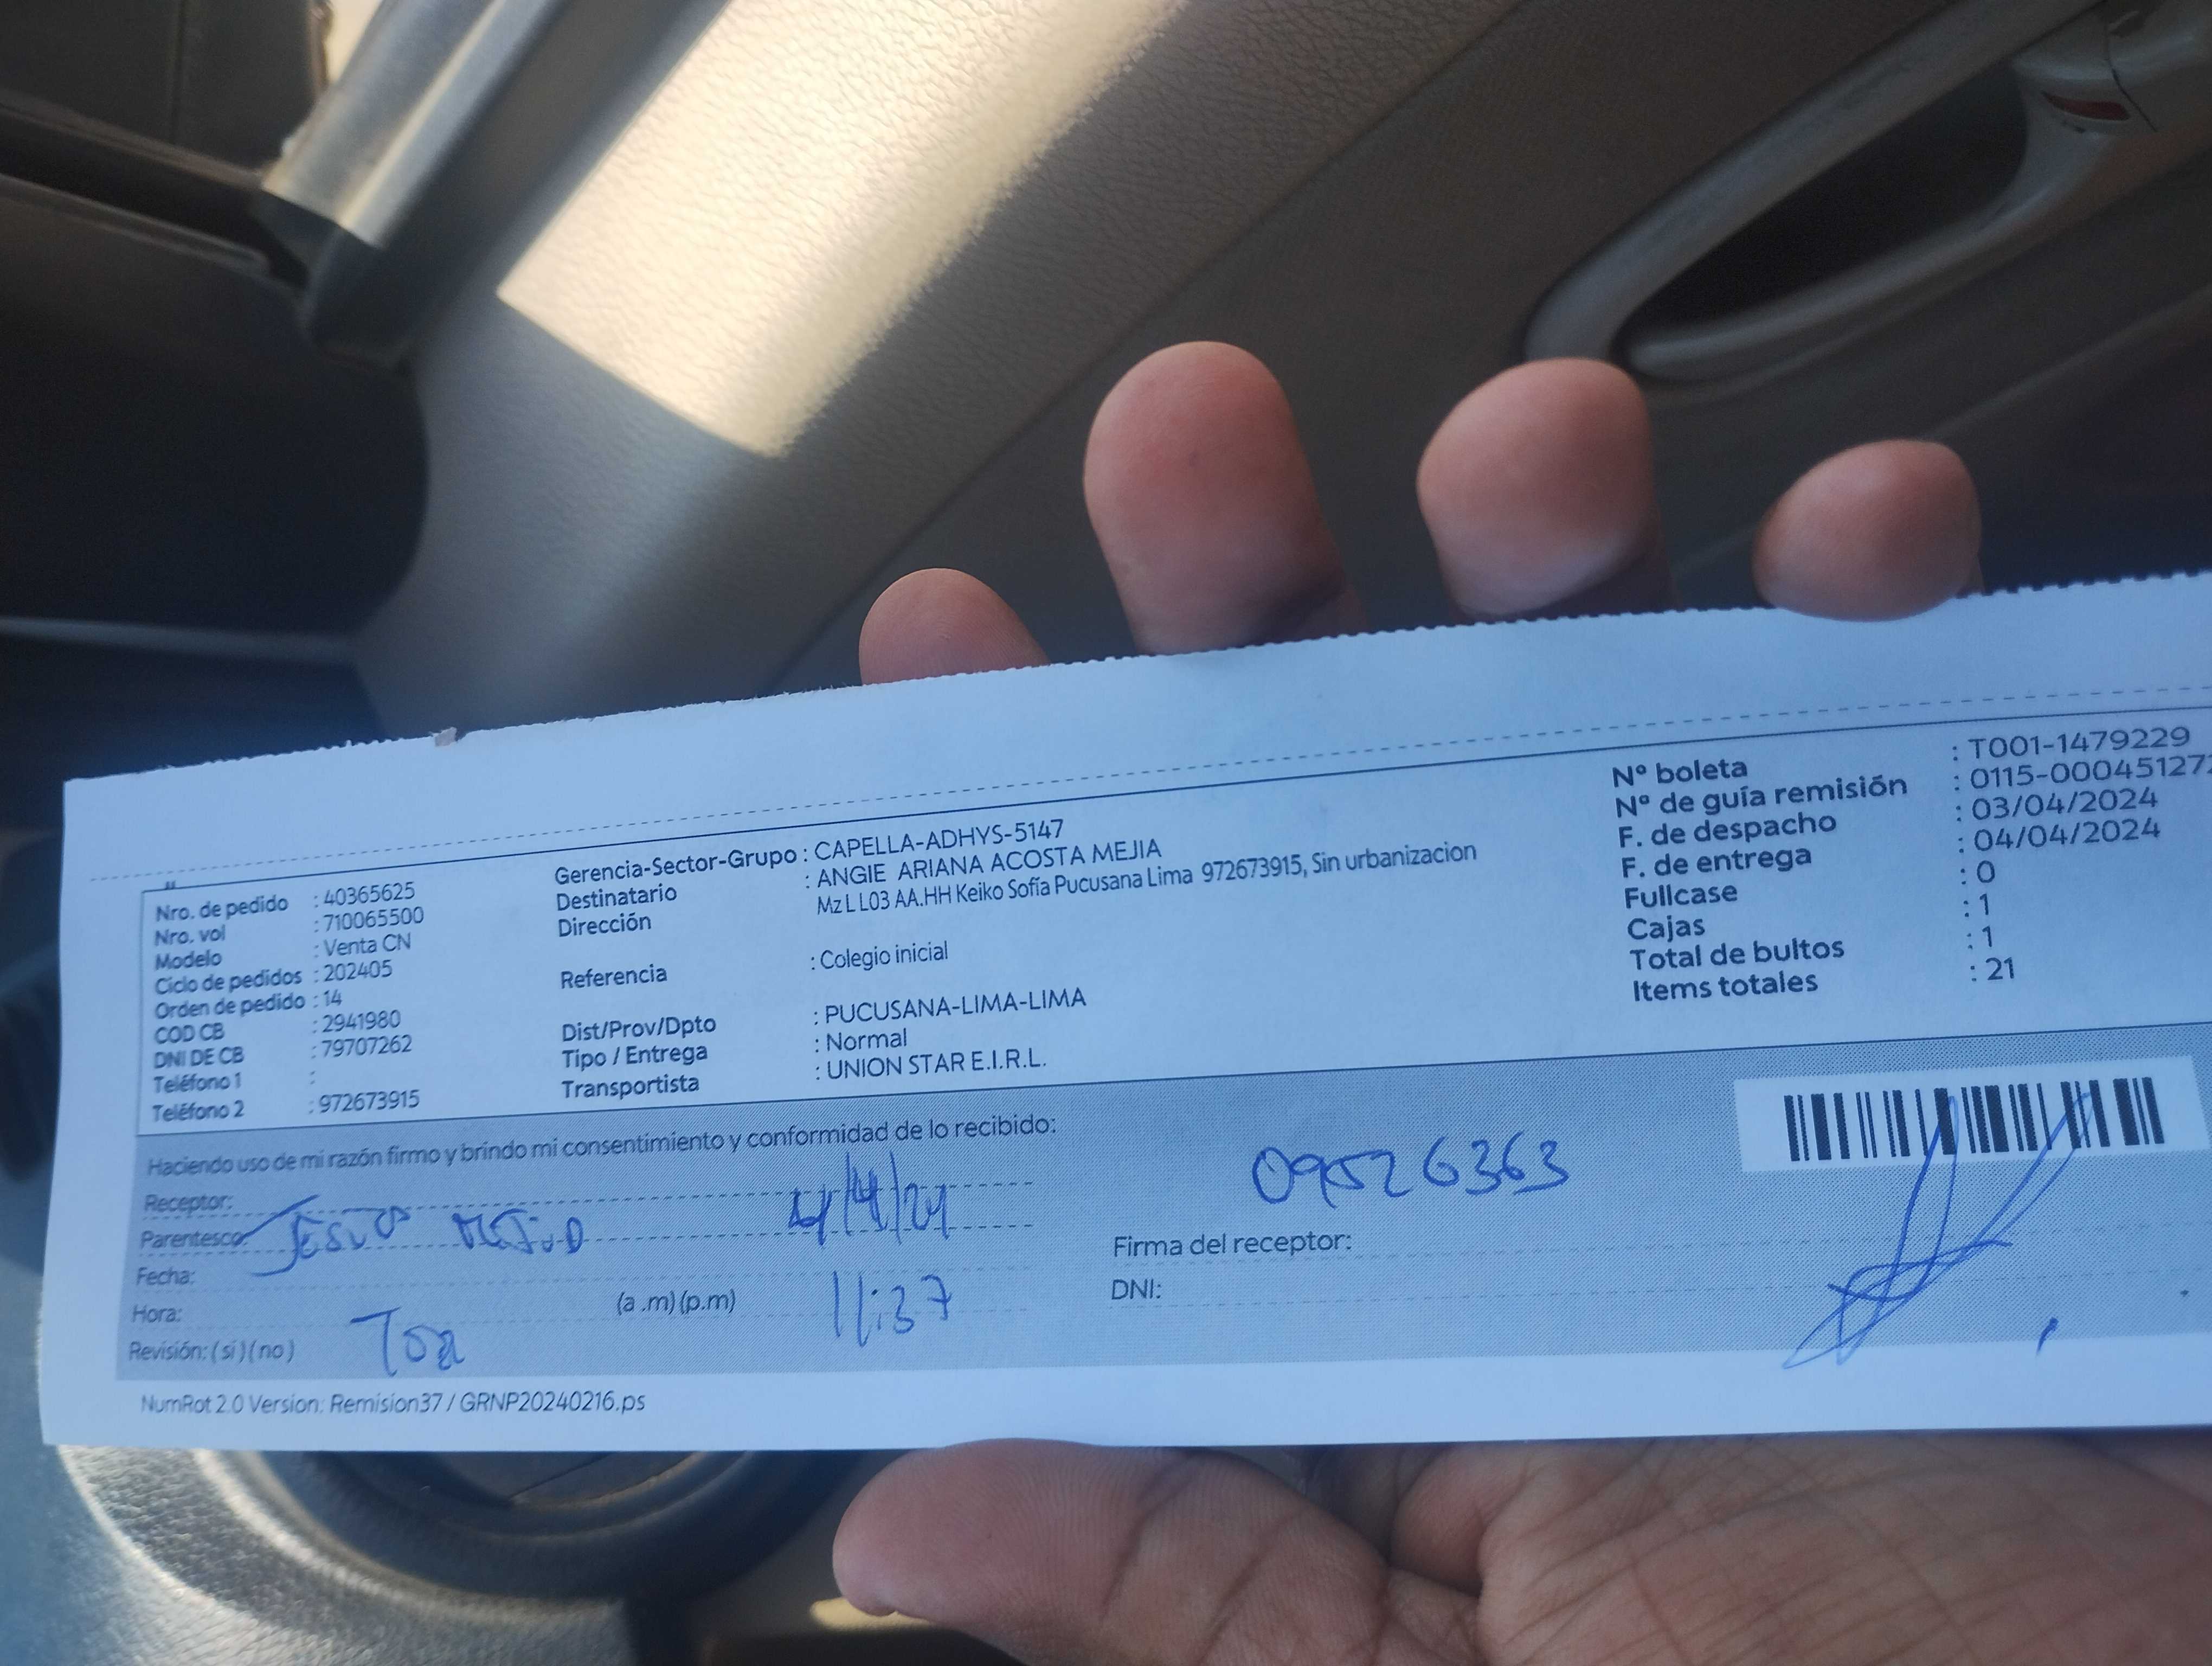 Nro. de pedido : 40365625
Nro. vol : 710065500
Modelo : Venta CN
Ciclo de pedidos : 202405
Orden de pedido : 14
COD CB : 2941980
DNI DE CB : 79707262
Teléfono 1 :
Teléfono 2 : 972673915
Gerencia-Sector-Grupo : CAPELLA-ADHYS-5147
Destinatario : ANGIE ARIANA ACOSTA MEJIA
Dirección Mz L L03 AA.HH Keiko Sofía Pucusana Lima 972673915, Sin urbanizacion
Referencia : Colegio inicial
Dist/Prov/Dpto : PUCUSANA-LIMA-LIMA
Tipo / Entrega : Normal
Transportista : UNION STAR E.I.R.L.
Nº boleta : T001-1479229
Nº de guía remisión : 0115-00045127
F. de despacho : 03/04/2024
F. de entrega : 04/04/2024
Fullcase : 0
Cajas : 1
Total de bultos : 1
Items totales : 21
Haciendo uso de mi razón firmo y brindo mi consentimiento y conformidad de lo recibido:
Receptor:
Parentesco:
4/4/24
Fecha:
Hora: (a .m) (p.m) 11:37
Revisión: ( si ) ( no )
09526363
Firma del receptor:
DNI:
NumRot 2.0 Version: Remision37 / GRNP20240216.ps